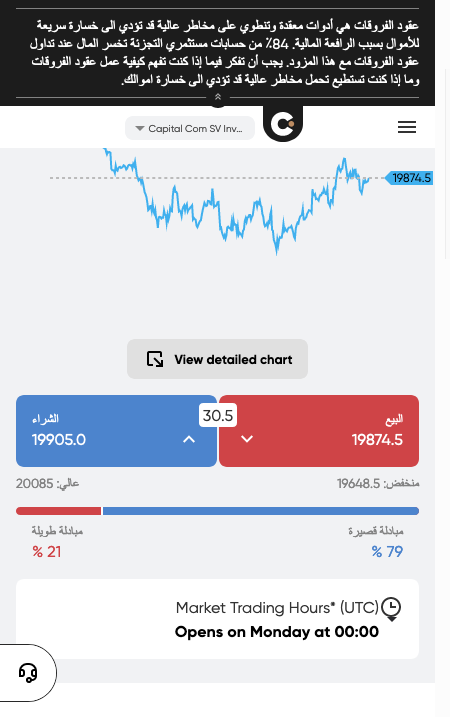 عقود الفروقات هي أدوات معقدة وتنطوي على مخاطر عالية قد تؤدي الى خسارة سريعة
للأموال بسبب الرافعة المالية. 84٪ من حسابات مستثمري التجزئة تخسر المال عند تداول
عقود الفروقات مع هذا المزود. يجب أن تفكر فيما إذا كنت تفهم كيفية عمل عقود الفروقات
وما إذا كنت تستطيع تحمل مخاطر عالية قد تؤدي الى خسارة اموالك.
Capital Com SV Inv...
19874.5
View detailed chart
الشراء
19905.0
30.5
البيع
19874.5
عالي: 20085
منخفض: 19648.5
مبادلة طويلة
% 21
مبادلة قصيرة
% 79
Market Trading Hours* (UTC)
Opens on Monday at 00:00